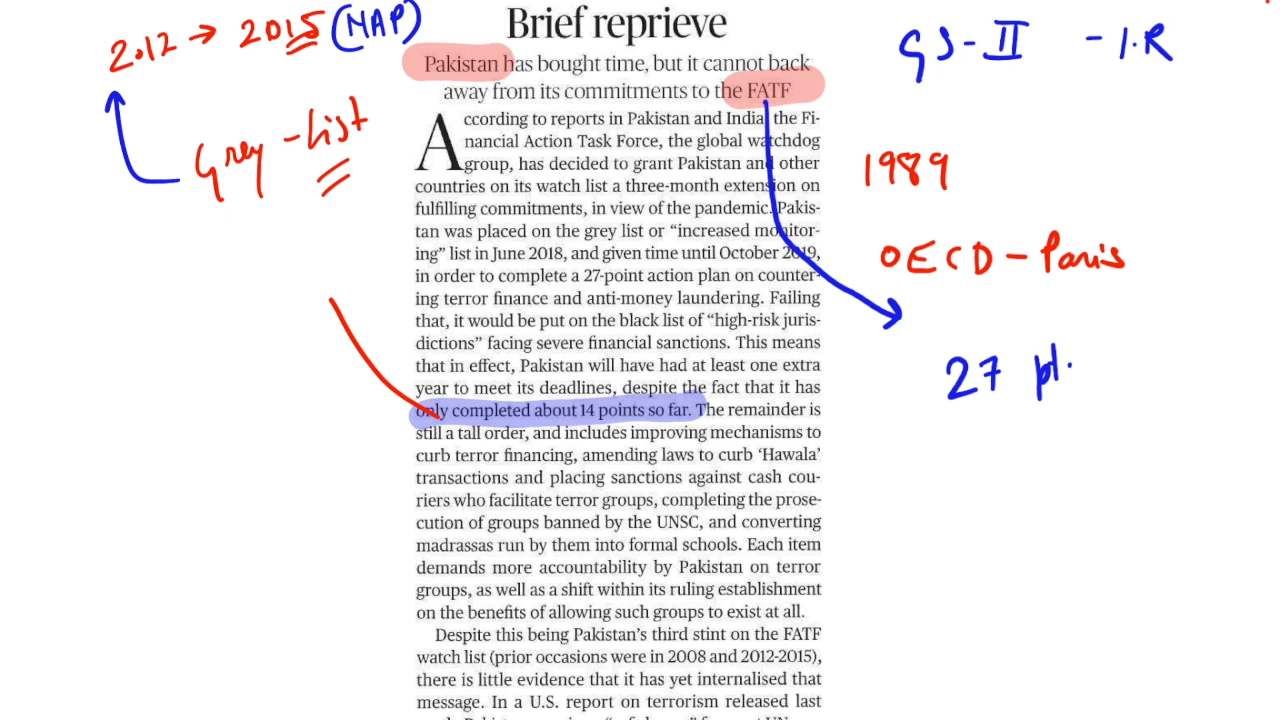 2012 → 2015 (NAP)
Grey-List
Brief reprieve
Pakistan has bought time, but it cannot back
away from its commitments to the FATF
According to reports in Pakistan and India, the Fi-
nancial Action Task Force, the global watchdog
group, has decided to grant Pakistan and other
countries on its watch list a three-month extension on
fulfilling commitments, in view of the pandemic. Pakis-
tan was placed on the grey list or “increased monitor-
ing” list in June 2018, and given time until October 2019,
in order to complete a 27-point action plan on counter-
ing terror finance and anti-money laundering. Failing
that, it would be put on the black list of “high-risk juris-
dictions” facing severe financial sanctions. This means
that in effect, Pakistan will have had at least one extra
year to meet its deadlines, despite the fact that it has
only completed about 14 points so far. The remainder is
still a tall order, and includes improving mechanisms to
curb terror financing, amending laws to curb ‘Hawala’
transactions and placing sanctions against cash cou-
riers who facilitate terror groups, completing the prose-
cution of groups banned by the UNSC, and converting
madrassas run by them into formal schools. Each item
demands more accountability by Pakistan on terror
groups, as well as a shift within its ruling establishment
on the benefits of allowing such groups to exist at all.
Despite this being Pakistan’s third stint on the FATF
watch list (prior occasions were in 2008 and 2012-2015),
there is little evidence that it has yet internalised that
message. In a U.S. report on terrorism released last
GS-II - I.R
1989
OECD - Paris
27 pt.